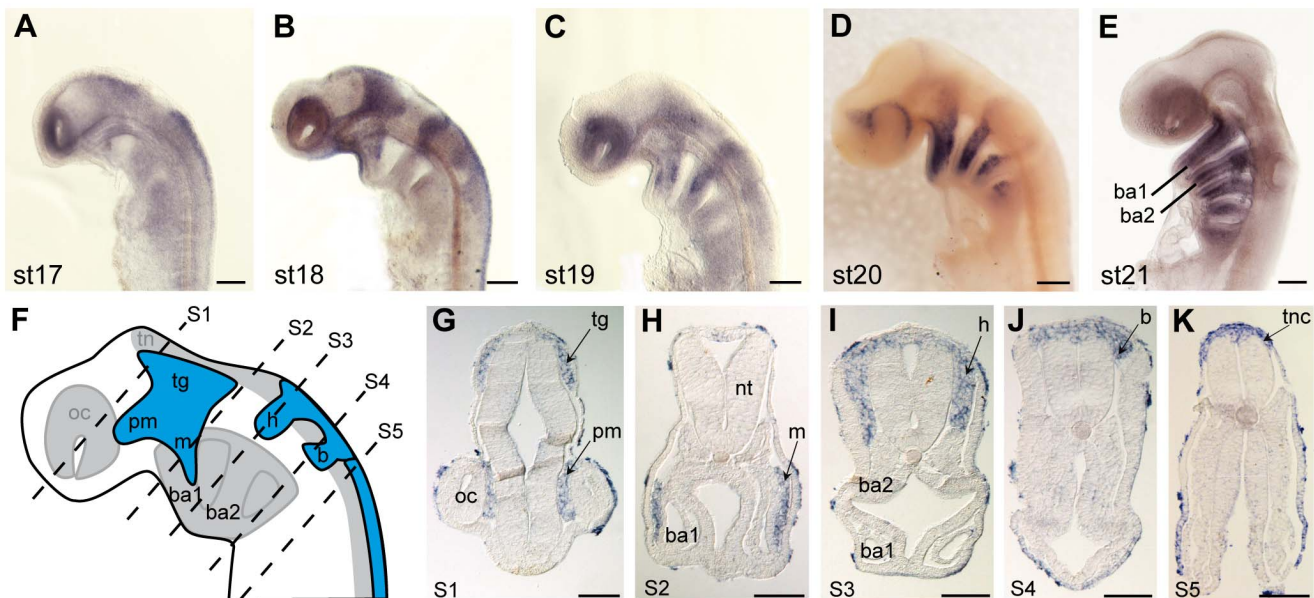 A
st17
B
st18
C
st19
D
st20
E
ba1
ba2
st21
F
S1
S2
S3
S4
S5
tn
tg
oc
pm
m
h
b
ba1
ba2
G
tg
pm
oc
S1
H
nt
m
ba1
S2
I
h
ba2
ba1
S3
J
b
S4
K
tnc
S5